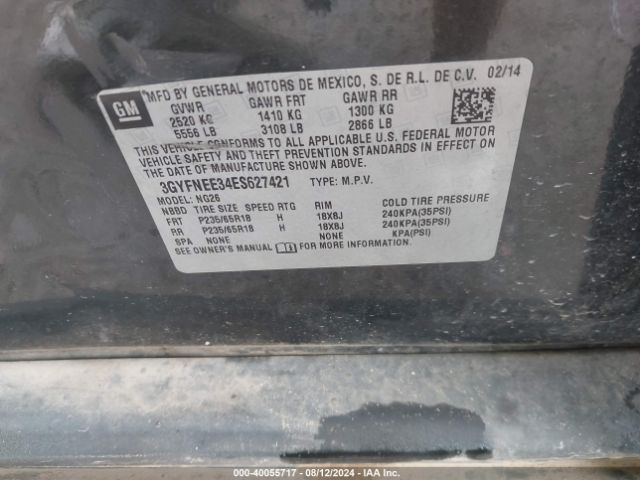 GM
*MFD BY GENERAL MOTORS DE MEXICO, S. DE R.L. DE C.V. 02/14
GVWR GAWR FRT GAWR RR
2520 KG 1410 KG 1300 KG
5556 LB 3108 LB 2866 LB
THIS VEHICLE CONFORMS TO ALL APPLICABLE U.S. FEDERAL MOTOR
VEHICLE SAFETY AND THEFT PREVENTION STANDARDS IN EFFECT ON
THE DATE OF MANUFACTURE SHOWN ABOVE.
3GYFNEE34ES627421 TYPE: M.P.V.
MODEL: NG26
NBBD TIRE SIZE SPEED RTG RIM COLD TIRE PRESSURE
FRT P235/65R18 H 18X8J 240KPA(35PSI)
RR P235/65R18 H 18X8J 240KPA(35PSI)
SPA NONE NONE KPA(PSI)
SEE OWNER'S MANUAL FOR MORE INFORMATION.
000-40055717 - 08/12/2024 - IAA Inc.